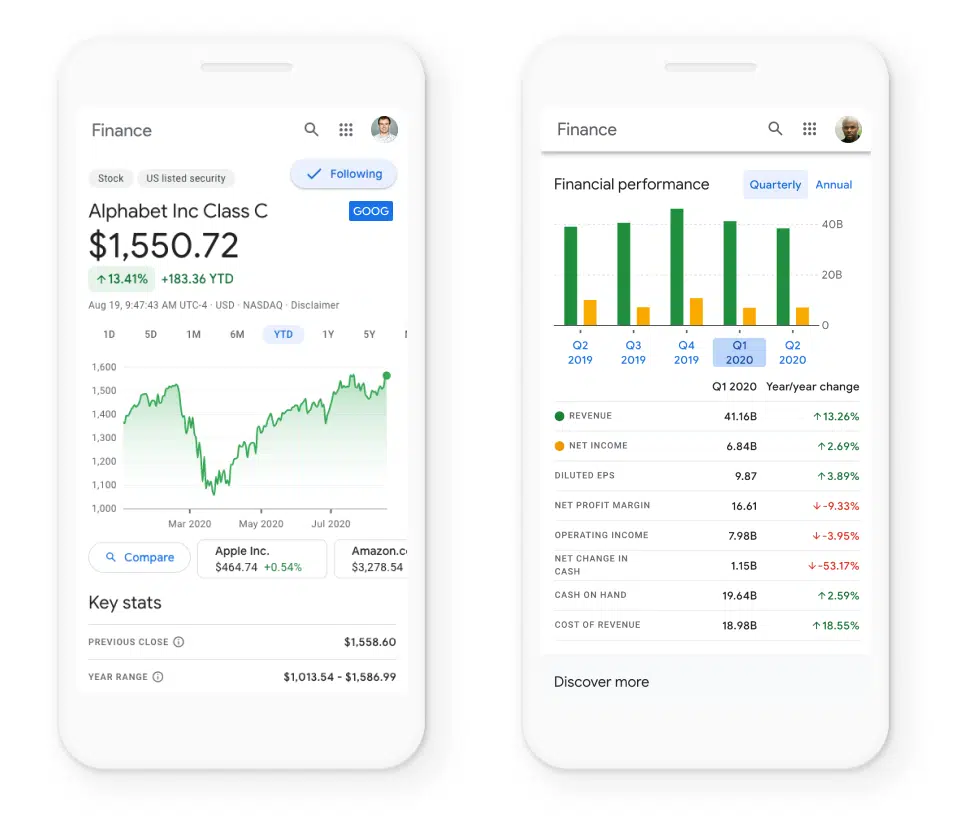 Finance
Stock US listed security Following
Alphabet Inc Class C GOOG
$1,550.72
↑13.41% +183.36 YTD
Aug 19, 9:47:43 AM UTC-4 · USD · NASDAQ · Disclaimer
1D 5D 1M 6M YTD 1Y 5Y
1,600
1,500
1,400
1,300
1,200
1,100
1,000
Mar 2020 May 2020 Jul 2020
Compare
Apple Inc.
$464.74 +0.54%
Amazon.co
$3,278.54
Key stats
PREVIOUS CLOSE $1,558.60
YEAR RANGE $1,013.54 - $1,586.99
Finance
Financial performance Quarterly Annual
40B
20B
0
Q2 2019
Q3 2019
Q4 2019
Q1 2020
Q2 2020
Q1 2020 Year/year change
REVENUE 41.16B ↑13.26%
NET INCOME 6.84B ↑2.69%
DILUTED EPS 9.87 ↑3.89%
NET PROFIT MARGIN 16.61 ↓-9.33%
OPERATING INCOME 7.98B ↓-3.95%
NET CHANGE IN
CASH 1.15B ↓-53.17%
CASH ON HAND 19.64B ↑2.59%
COST OF REVENUE 18.98B ↑18.55%
Discover more